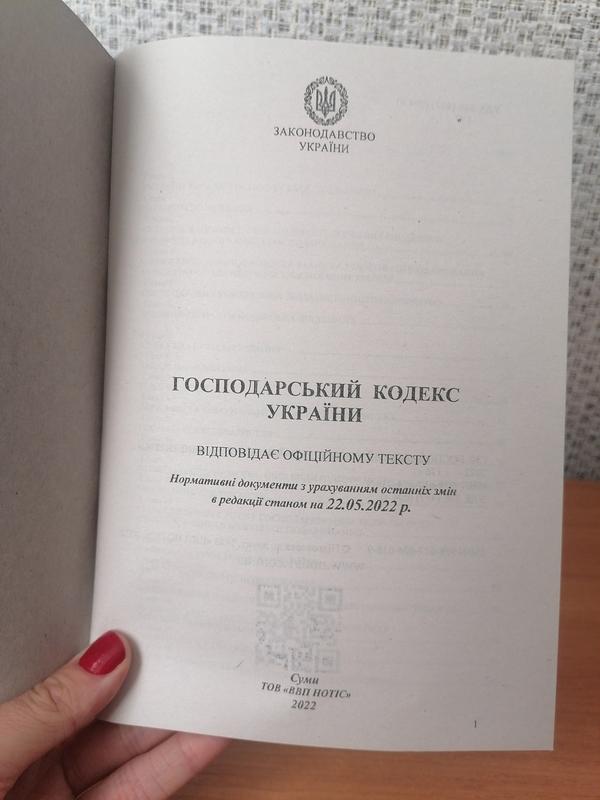 ЗАКОНОДАВСТВО
УКРАЇНИ
ГОСПОДАРСЬКИЙ КОДЕКС
УКРАЇНИ
ВІДПОВІДАЄ ОФІЦІЙНОМУ ТЕКСТУ
Нормативні документи з урахуванням останніх змін
в редакції станом на 22.05.2022 р.
Суми
ТОВ «ВВП НОТІС»
2022
1